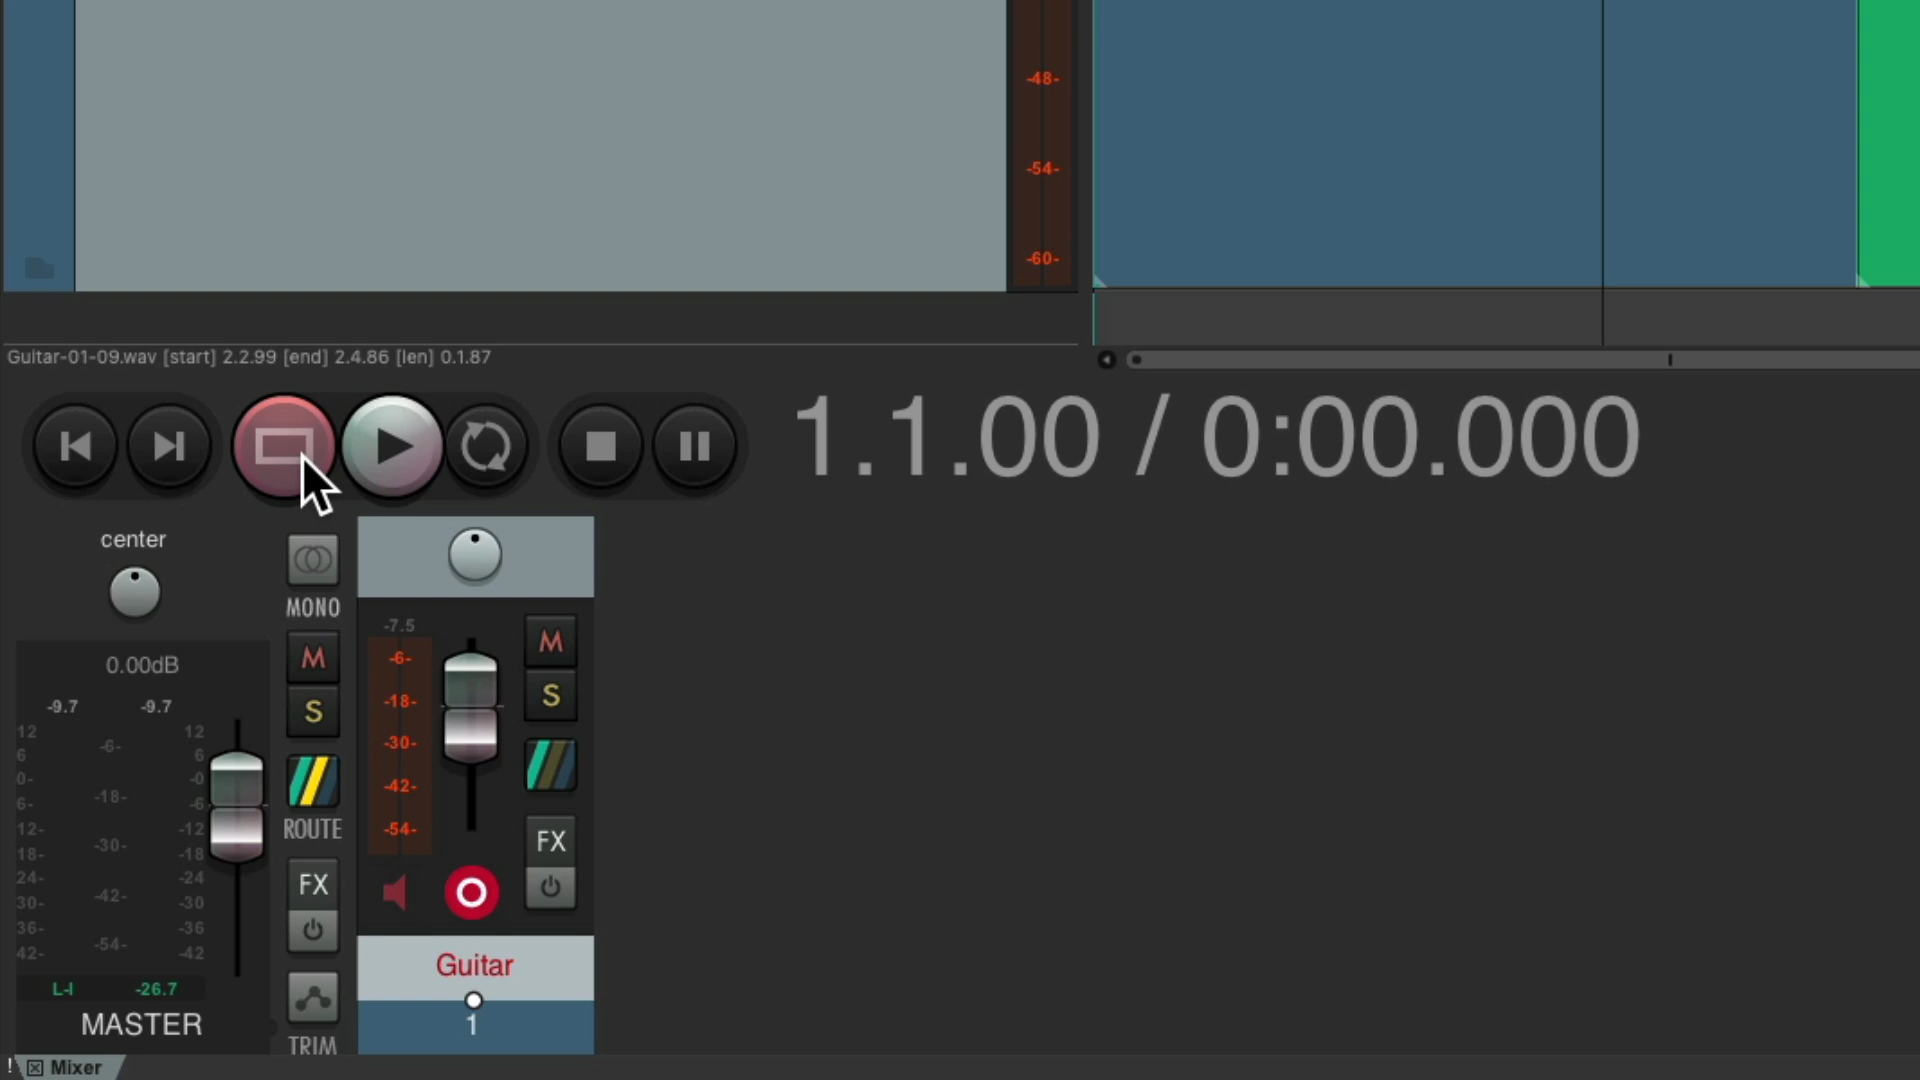 -48-
-54-
-60-
Guitar-01-09.wav [start] 2.2.99 [end] 2.4.86 [len] 0.1.87
1.1.00 / 0:00.000
center
MONO
M
S
ROUTE
FX
TRIM
0.00dB
-9.7 -9.7
12 12
6 -6- 6
0- -0
6- -18- -6
12- -12
18- -30- -18
24- -24
30- -42- -30
36- -36
42- -54- -42
L-I -26.7
MASTER
-7.5
-6-
-18-
-30-
-42-
-54-
M
S
FX
Guitar
1
! Mixer